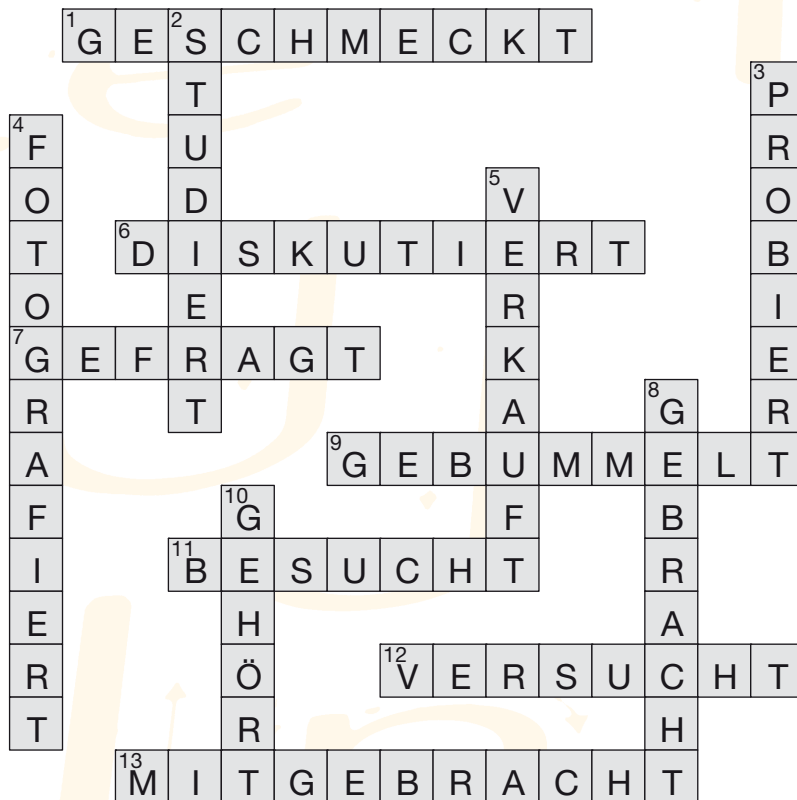 1 GESCHMECKT
2 STUDIERT
3 PROBIERT
4 FOTOGRAFIERT
5 VERKAUFT
6 DISKUTIERT
7 GEFRAGT
8 GEBRACHT
9 GEBUMMELT
10 GEHÖRT
11 BESUCHT
12 VERSUCHT
13 MITGEBRACHT